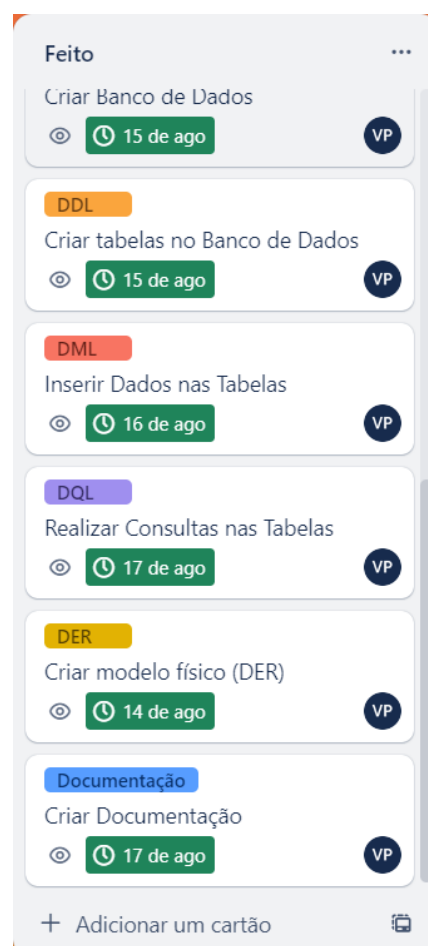 Feito
Criar Banco de Dados
15 de ago
VP
DDL
Criar tabelas no Banco de Dados
15 de ago
VP
DML
Inserir Dados nas Tabelas
16 de ago
VP
DQL
Realizar Consultas nas Tabelas
17 de ago
VP
DER
Criar modelo físico (DER)
14 de ago
VP
Documentação
Criar Documentação
17 de ago
VP
+ Adicionar um cartão